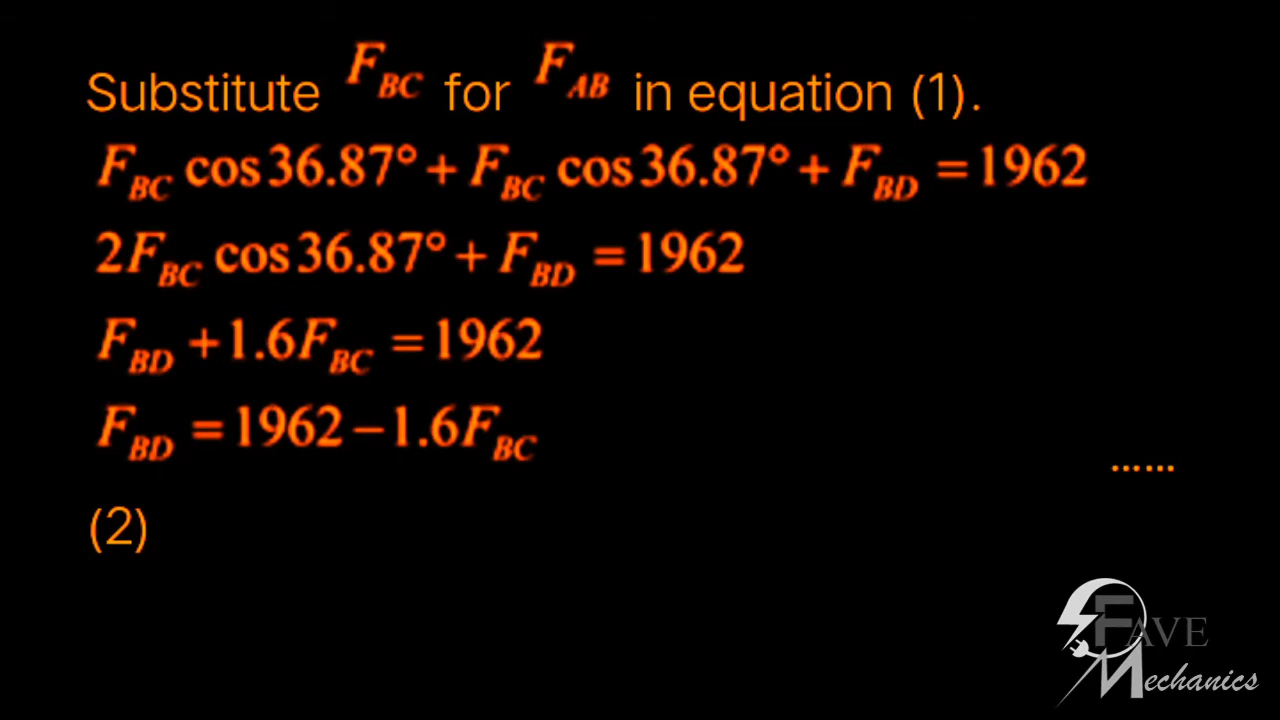 Substitute F_BC for F_AB in equation (1).
F_BC cos 36.87° + F_BC cos 36.87° + F_BD = 1962
2F_BC cos 36.87° + F_BD = 1962
F_BD + 1.6F_BC = 1962
F_BD = 1962 − 1.6F_BC
......
(2)
FAVE
Mechanics